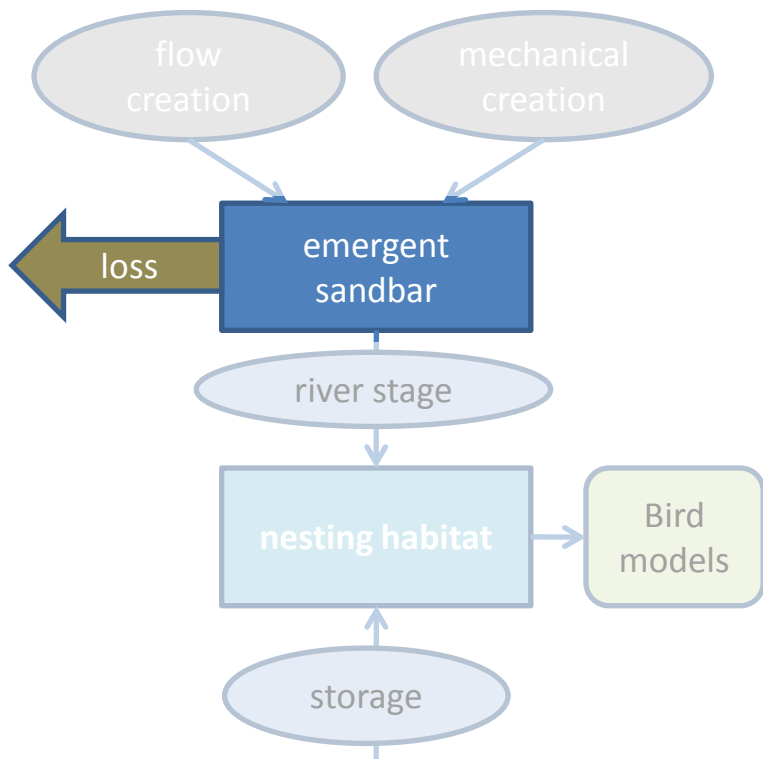 flow
creation
mechanical
creation
emergent
sandbar
loss
river stage
nesting habitat
Bird
models
storage